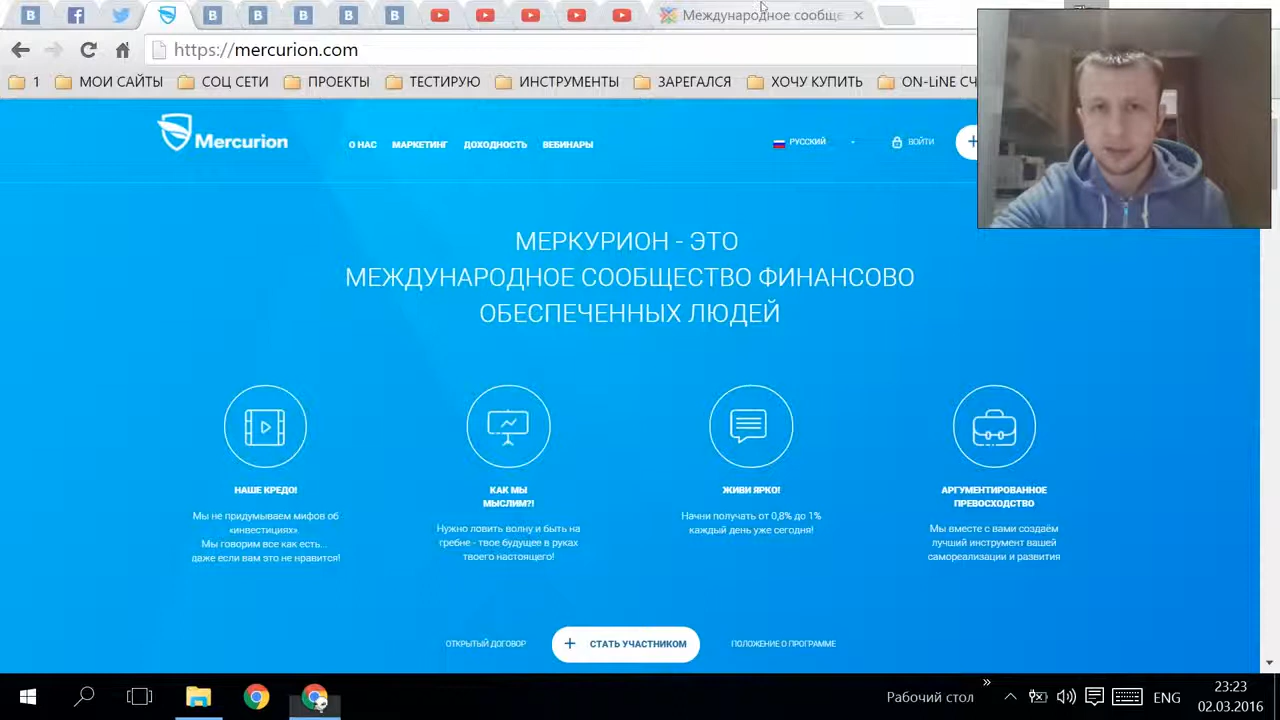 Международное сообще
https://mercurion.com
1
МОИ САЙТЫ
СОЦ СЕТИ
ПРОЕКТЫ
ТЕСТИРУЮ
ИНСТРУМЕНТЫ
ЗАРЕГАЛСЯ
ХОЧУ КУПИТЬ
ON-LiNE СЧ
Mercurion
О НАС
МАРКЕТИНГ
ДОХОДНОСТЬ
ВЕБИНАРЫ
РУССКИЙ
ВОЙТИ
МЕРКУРИОН - ЭТО
МЕЖДУНАРОДНОЕ СООБЩЕСТВО ФИНАНСОВО
ОБЕСПЕЧЕННЫХ ЛЮДЕЙ
НАШЕ КРЕДО!
Мы не придумываем мифов об
«инвестициях».
Мы говорим все как есть...
даже если вам это не нравится!
КАК МЫ
МЫСЛИМ?!
Нужно ловить волну и быть на
гребне - твое будущее в руках
твоего настоящего!
ЖИВИ ЯРКО!
Начни получать от 0,8% до 1%
каждый день уже сегодня!
АРГУМЕНТИРОВАННОЕ
ПРЕВОСХОДСТВО
Мы вместе с вами создаём
лучший инструмент вашей
самореализации и развития
ОТКРЫТЫЙ ДОГОВОР
СТАТЬ УЧАСТНИКОМ
ПОЛОЖЕНИЕ О ПРОГРАММЕ
Рабочий стол
ENG
23:23
02.03.2016